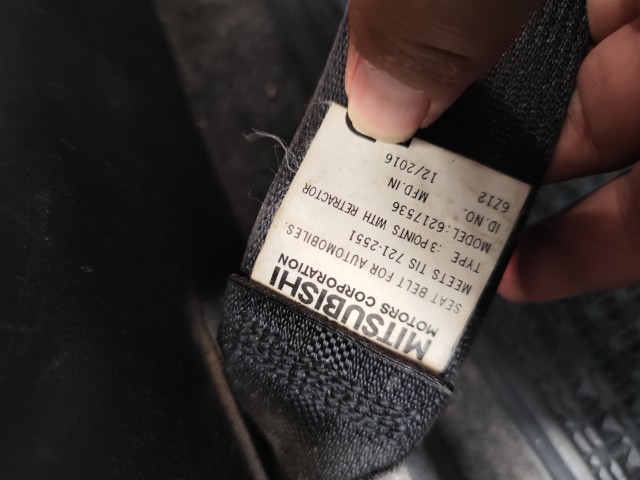 MITSUBISHI
MOTORS CORPORATION
SEAT BELT FOR AUTOMOBILES.
MEETS TIS 721-2551
TYPE :3 POINTS WITH RETRACTOR
MODEL:6217536
ID.NO. MFD.IN
6Z12 12/2016